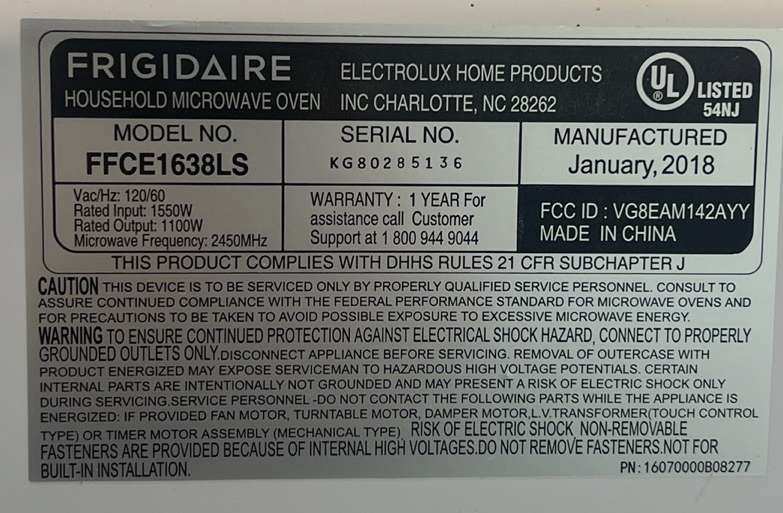 FRIGIDAIRE
HOUSEHOLD MICROWAVE OVEN
ELECTROLUX HOME PRODUCTS
INC CHARLOTTE, NC 28262
UL ®
LISTED
54NJ
MODEL NO.
FFCE1638LS
SERIAL NO.
KG80285136
MANUFACTURED
January, 2018
Vac/Hz: 120/60
Rated Input: 1550W
Rated Output: 1100W
Microwave Frequency: 2450MHz
WARRANTY : 1 YEAR For
assistance call Customer
Support at 1 800 944 9044
FCC ID : VG8EAM142AYY
MADE IN CHINA
THIS PRODUCT COMPLIES WITH DHHS RULES 21 CFR SUBCHAPTER J
CAUTION THIS DEVICE IS TO BE SERVICED ONLY BY PROPERLY QUALIFIED SERVICE PERSONNEL. CONSULT TO
ASSURE CONTINUED COMPLIANCE WITH THE FEDERAL PERFORMANCE STANDARD FOR MICROWAVE OVENS AND
FOR PRECAUTIONS TO BE TAKEN TO AVOID POSSIBLE EXPOSURE TO EXCESSIVE MICROWAVE ENERGY.
WARNING TO ENSURE CONTINUED PROTECTION AGAINST ELECTRICAL SHOCK HAZARD, CONNECT TO PROPERLY
GROUNDED OUTLETS ONLY.DISCONNECT APPLIANCE BEFORE SERVICING. REMOVAL OF OUTERCASE WITH
PRODUCT ENERGIZED MAY EXPOSE SERVICEMAN TO HAZARDOUS HIGH VOLTAGE POTENTIALS. CERTAIN
INTERNAL PARTS ARE INTENTIONALLY NOT GROUNDED AND MAY PRESENT A RISK OF ELECTRIC SHOCK ONLY
DURING SERVICING.SERVICE PERSONNEL -DO NOT CONTACT THE FOLLOWING PARTS WHILE THE APPLIANCE IS
ENERGIZED: IF PROVIDED FAN MOTOR, TURNTABLE MOTOR, DAMPER MOTOR,L.V.TRANSFORMER(TOUCH CONTROL
TYPE) OR TIMER MOTOR ASSEMBLY (MECHANICAL TYPE) RISK OF ELECTRIC SHOCK NON-REMOVABLE
FASTENERS ARE PROVIDED BECAUSE OF INTERNAL HIGH VOLTAGES.DO NOT REMOVE FASTENERS.NOT FOR
BUILT-IN INSTALLATION.
PN: 16070000B08277